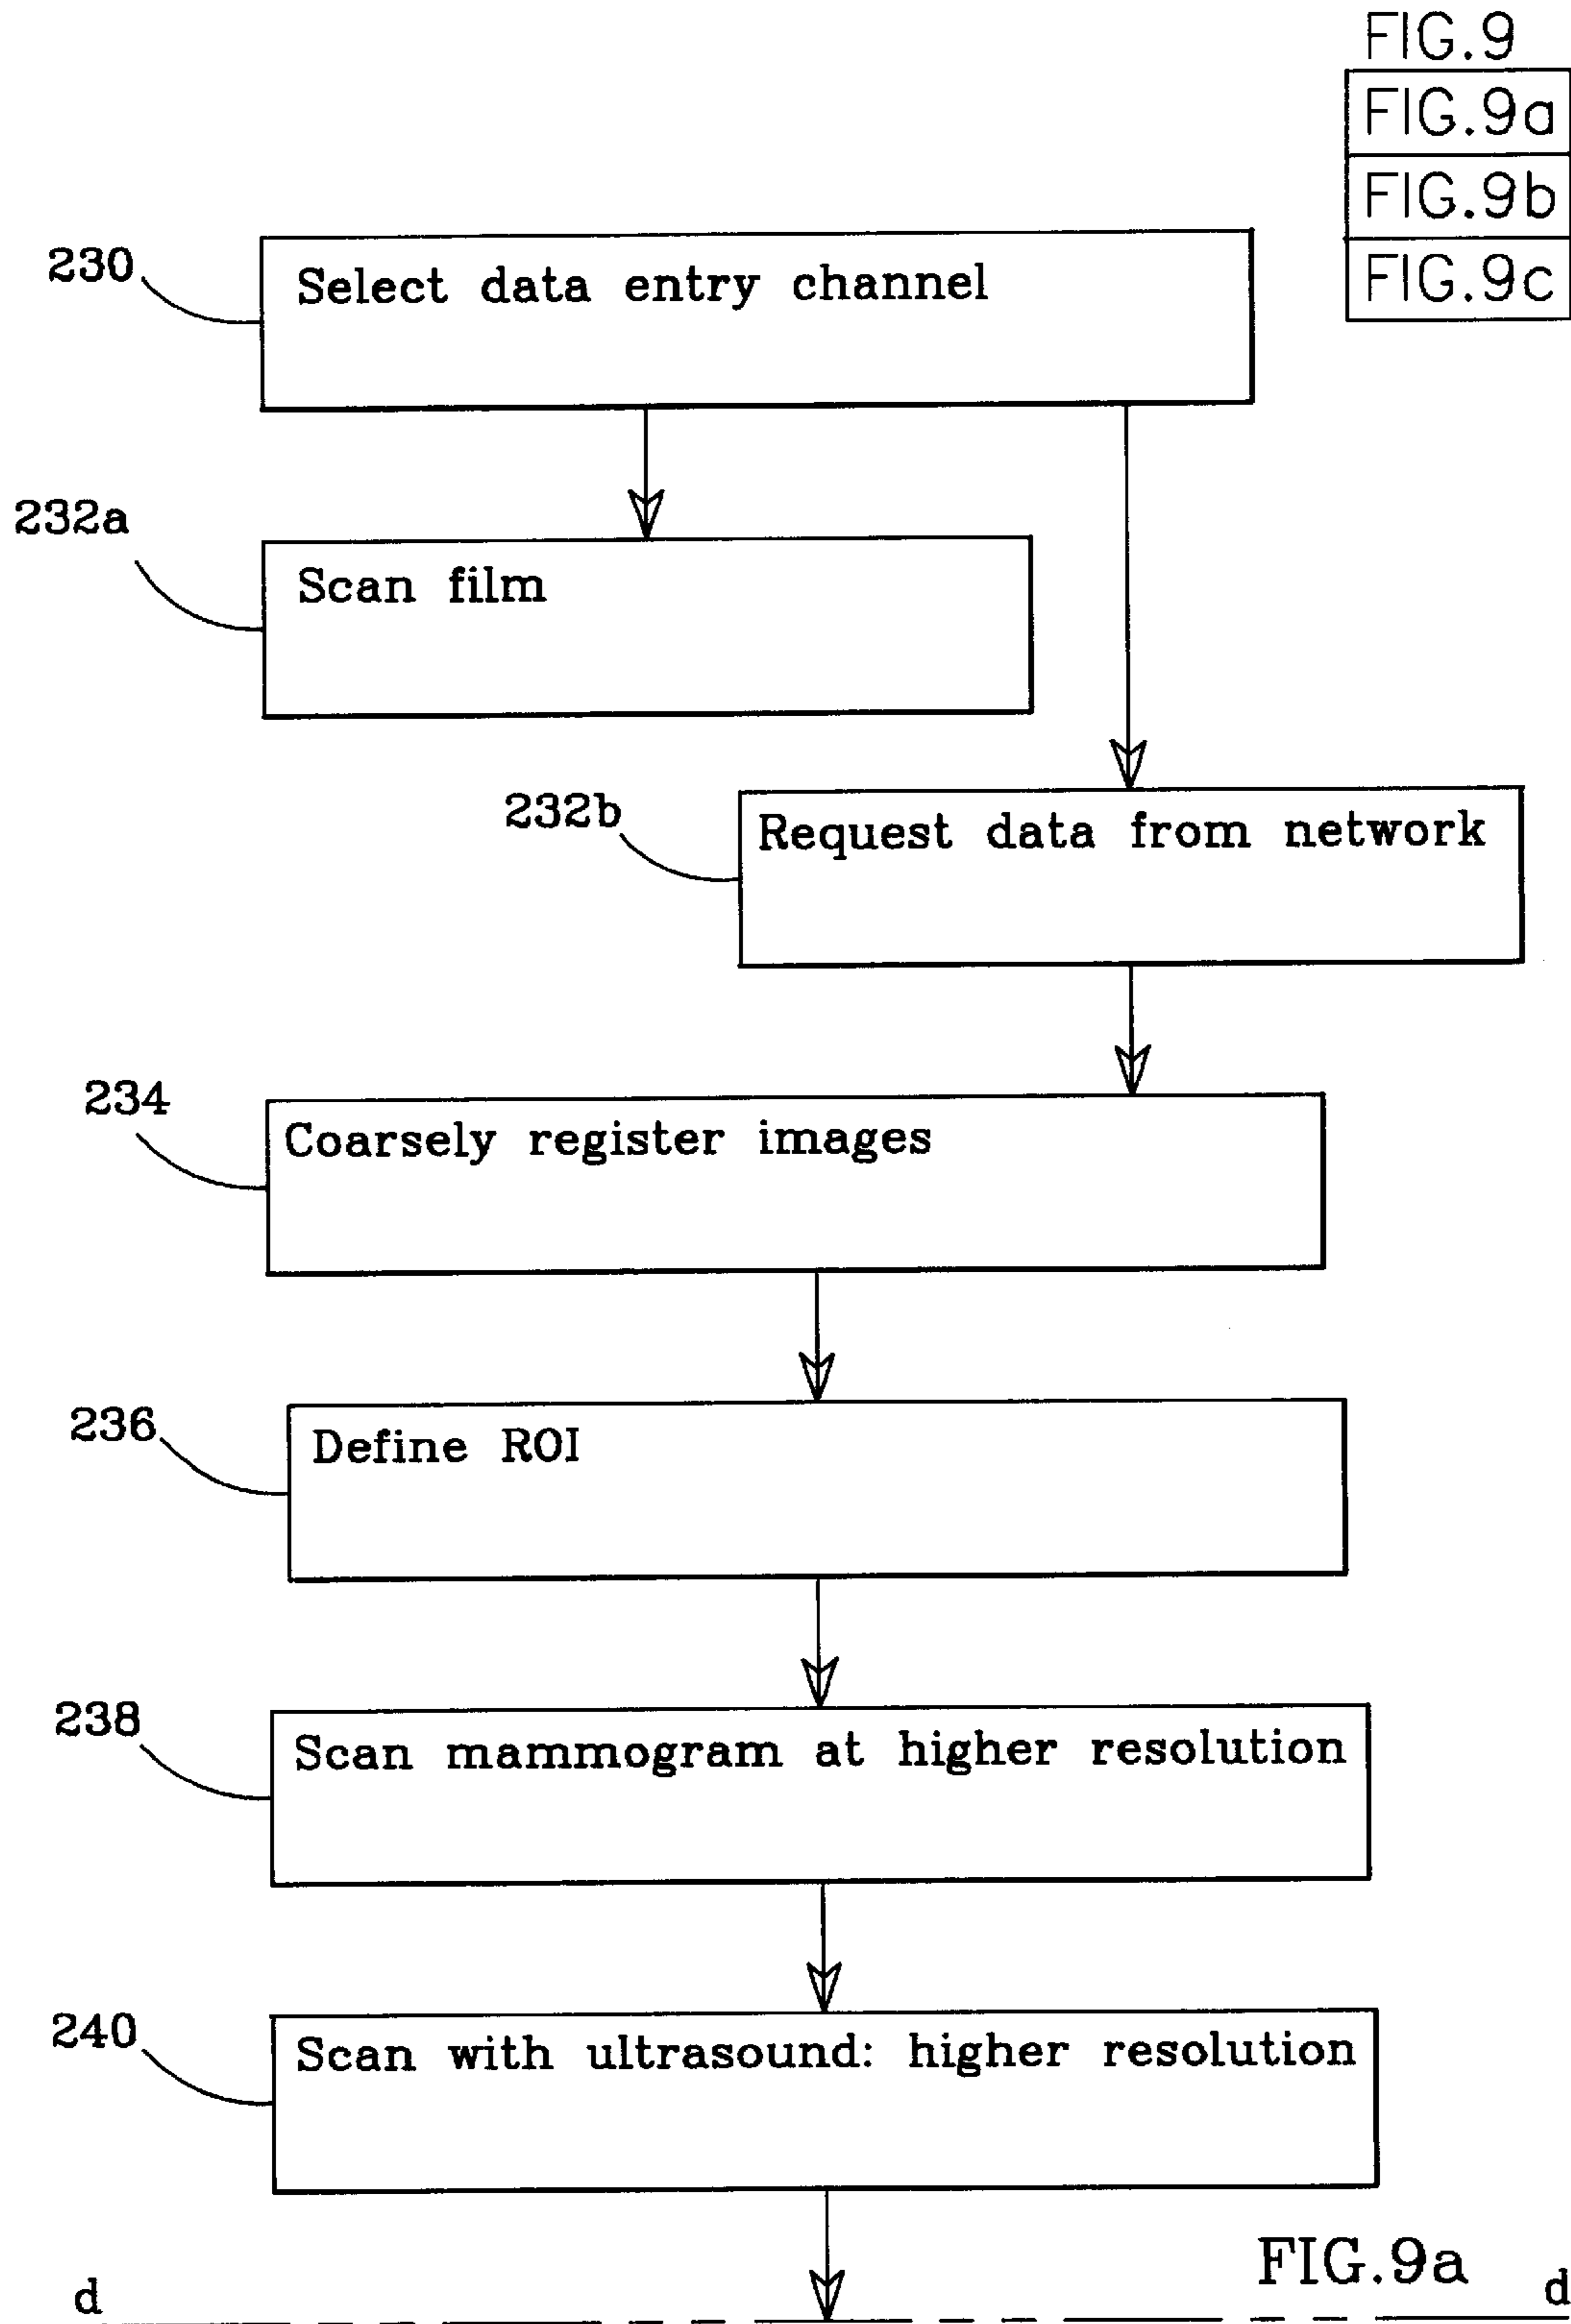 FIG.9
FIG.9a
FIG.9b
FIG.9c
230
Select data entry channel
232a
Scan film
232b
Request data from network
234
Coarsely register images
236
Define ROI
238
Scan mammogram at higher resolution
240
Scan with ultrasound: higher resolution
FIG.9a
d
d